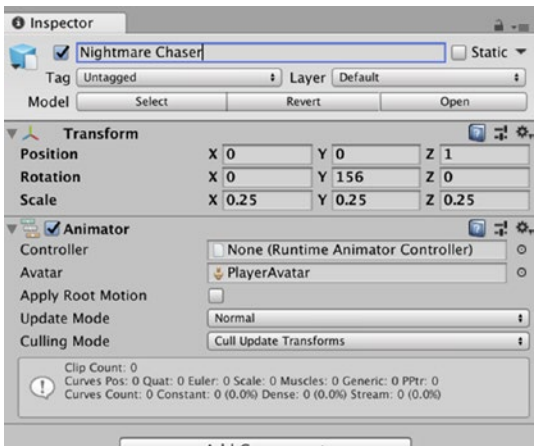 Inspector
Nightmare Chaser Static
Tag Untagged Layer Default
Model Select Revert Open
Transform
Position X 0 Y 0 Z 1
Rotation X 0 Y 156 Z 0
Scale X 0.25 Y 0.25 Z 0.25
Animator
Controller None (Runtime Animator Controller)
Avatar PlayerAvatar
Apply Root Motion
Update Mode Normal
Culling Mode Cull Update Transforms
Clip Count: 0
Curves Pos: 0 Quat: 0 Euler: 0 Scale: 0 Muscles: 0 Generic: 0 PPtr: 0
Curves Count: 0 Constant: 0 (0.0%) Dense: 0 (0.0%) Stream: 0 (0.0%)